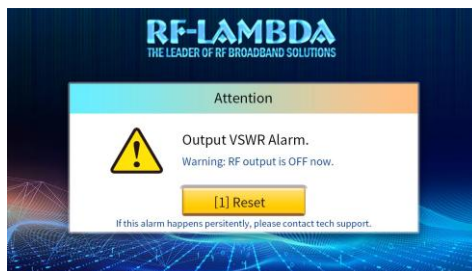 RF-LAMBDA
THE LEADER OF RF BROADBAND SOLUTIONS
Attention
Output VSWR Alarm.
Warning: RF output is OFF now.
[1] Reset
If this alarm happens persitently, please contact tech support.